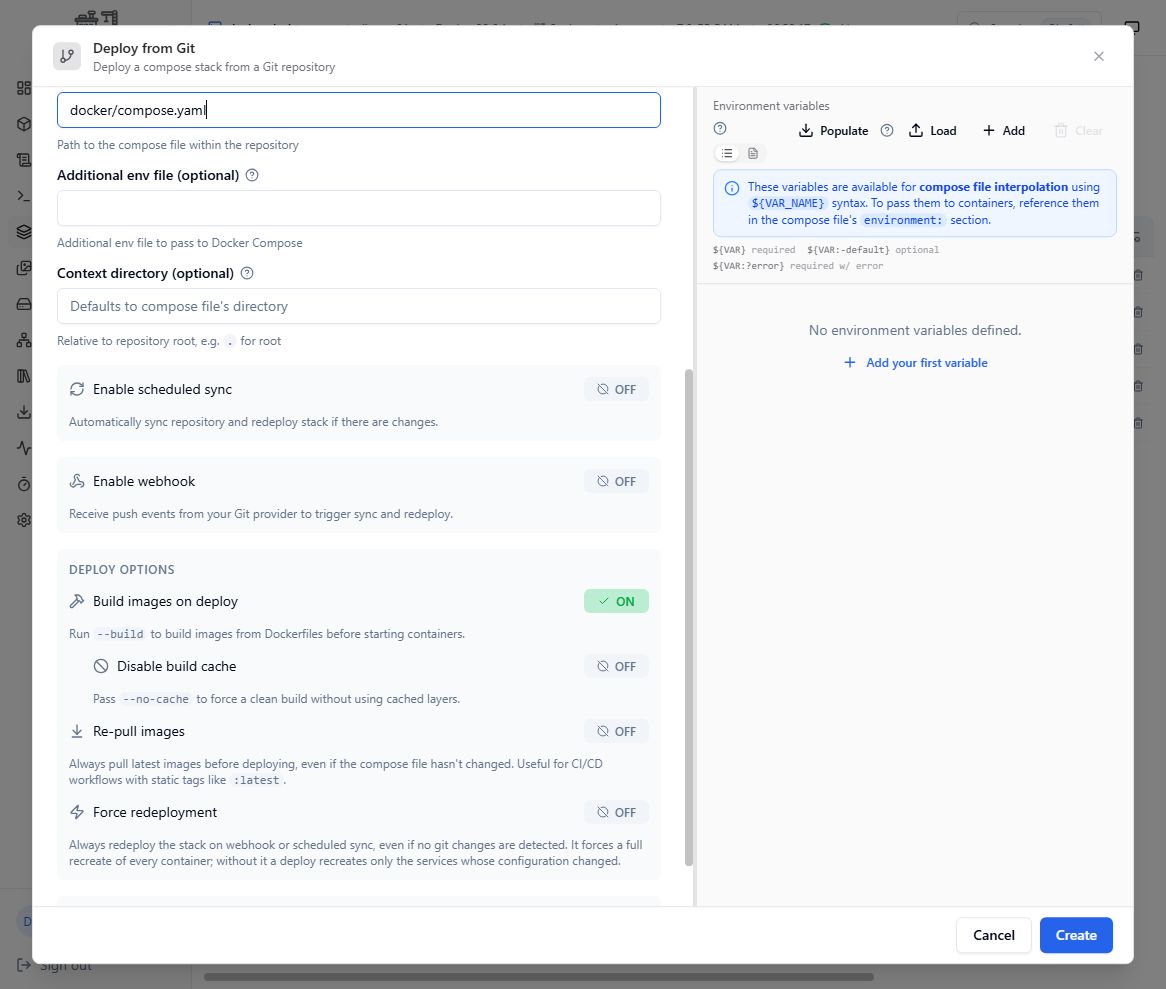 Deploy from Git
Deploy a compose stack from a Git repository
docker/compose.yaml
Path to the compose file within the repository
Additional env file (optional)
Additional env file to pass to Docker Compose
Context directory (optional)
Defaults to compose file's directory
Relative to repository root, e.g. . for root
Enable scheduled sync
OFF
Automatically sync repository and redeploy stack if there are changes.
Enable webhook
OFF
Receive push events from your Git provider to trigger sync and redeploy.
DEPLOY OPTIONS
Build images on deploy
ON
Run --build to build images from Dockerfiles before starting containers.
Disable build cache
OFF
Pass --no-cache to force a clean build without using cached layers.
Re-pull images
OFF
Always pull latest images before deploying, even if the compose file hasn't changed. Useful for CI/CD
workflows with static tags like :latest.
Force redeployment
OFF
Always redeploy the stack on webhook or scheduled sync, even if no git changes are detected. It forces a full
recreate of every container; without it a deploy recreates only the services whose configuration changed.
Environment variables
Populate
Load
Add
Clear
These variables are available for compose file interpolation using
${VAR_NAME} syntax. To pass them to containers, reference them
in the compose file's environment: section.
${VAR} required ${VAR:-default} optional
${VAR:?error} required w/ error
No environment variables defined.
Add your first variable
Cancel
Create
D
Sign out